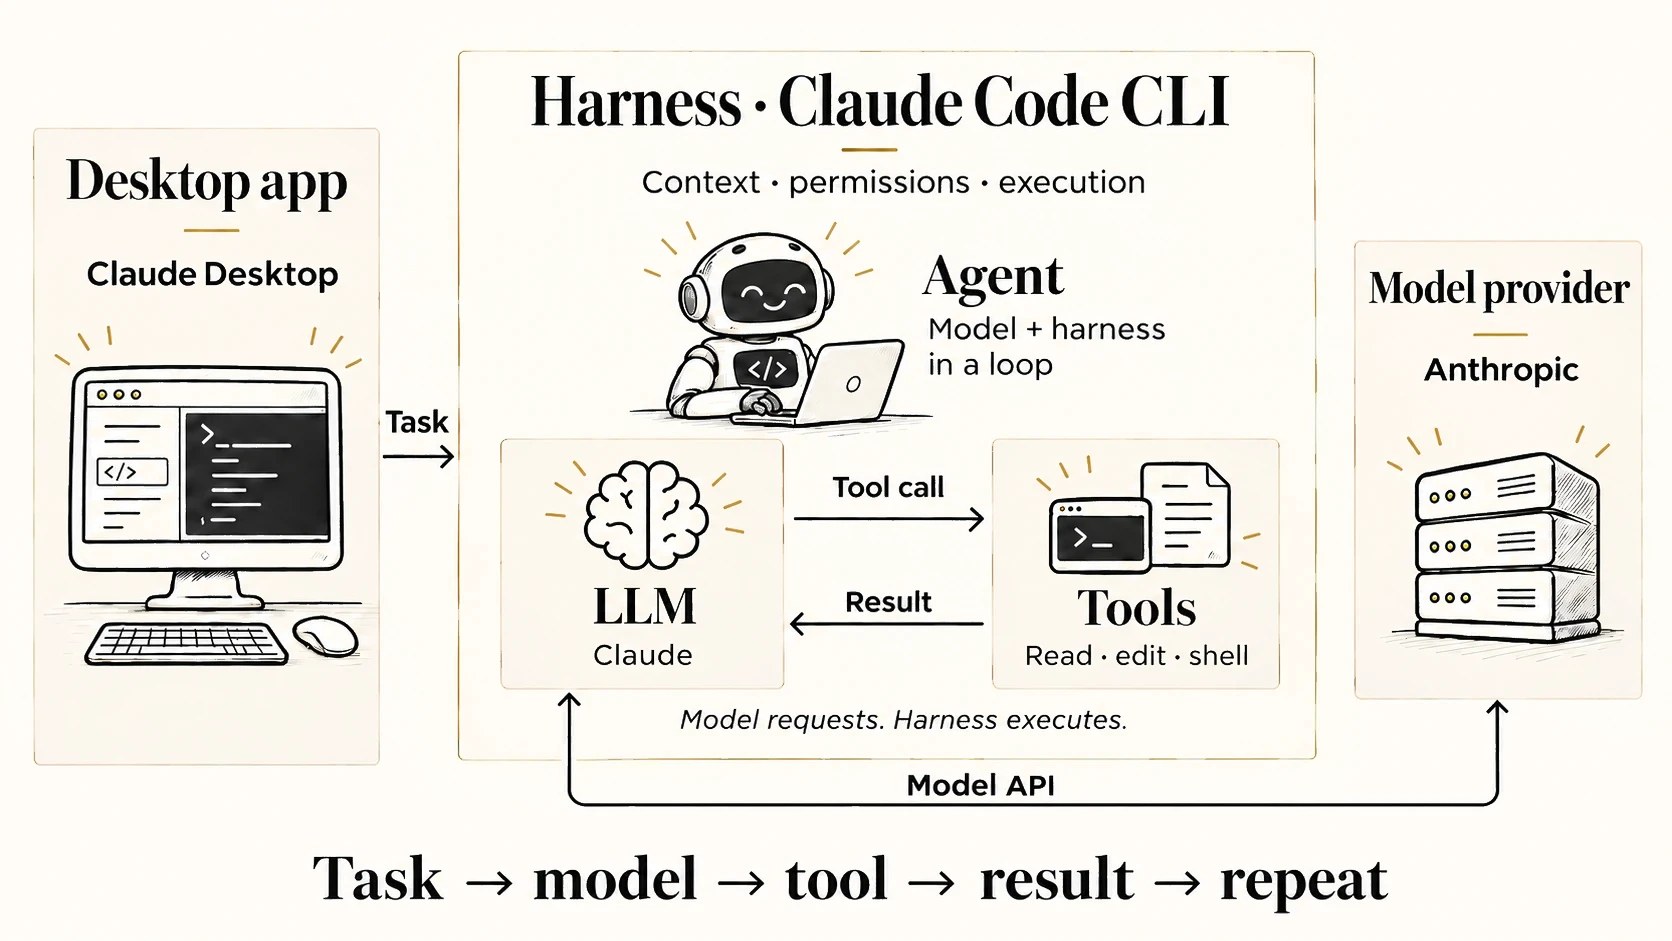 Desktop app
Claude Desktop
</>
Task
Harness · Claude Code CLI
Context · permissions · execution
</>
Agent
Model + harness
in a loop
LLM
Claude
Tool call
Result
>_
Tools
Read · edit · shell
Model requests. Harness executes.
Model API
Model provider
Anthropic
Task → model → tool → result → repeat